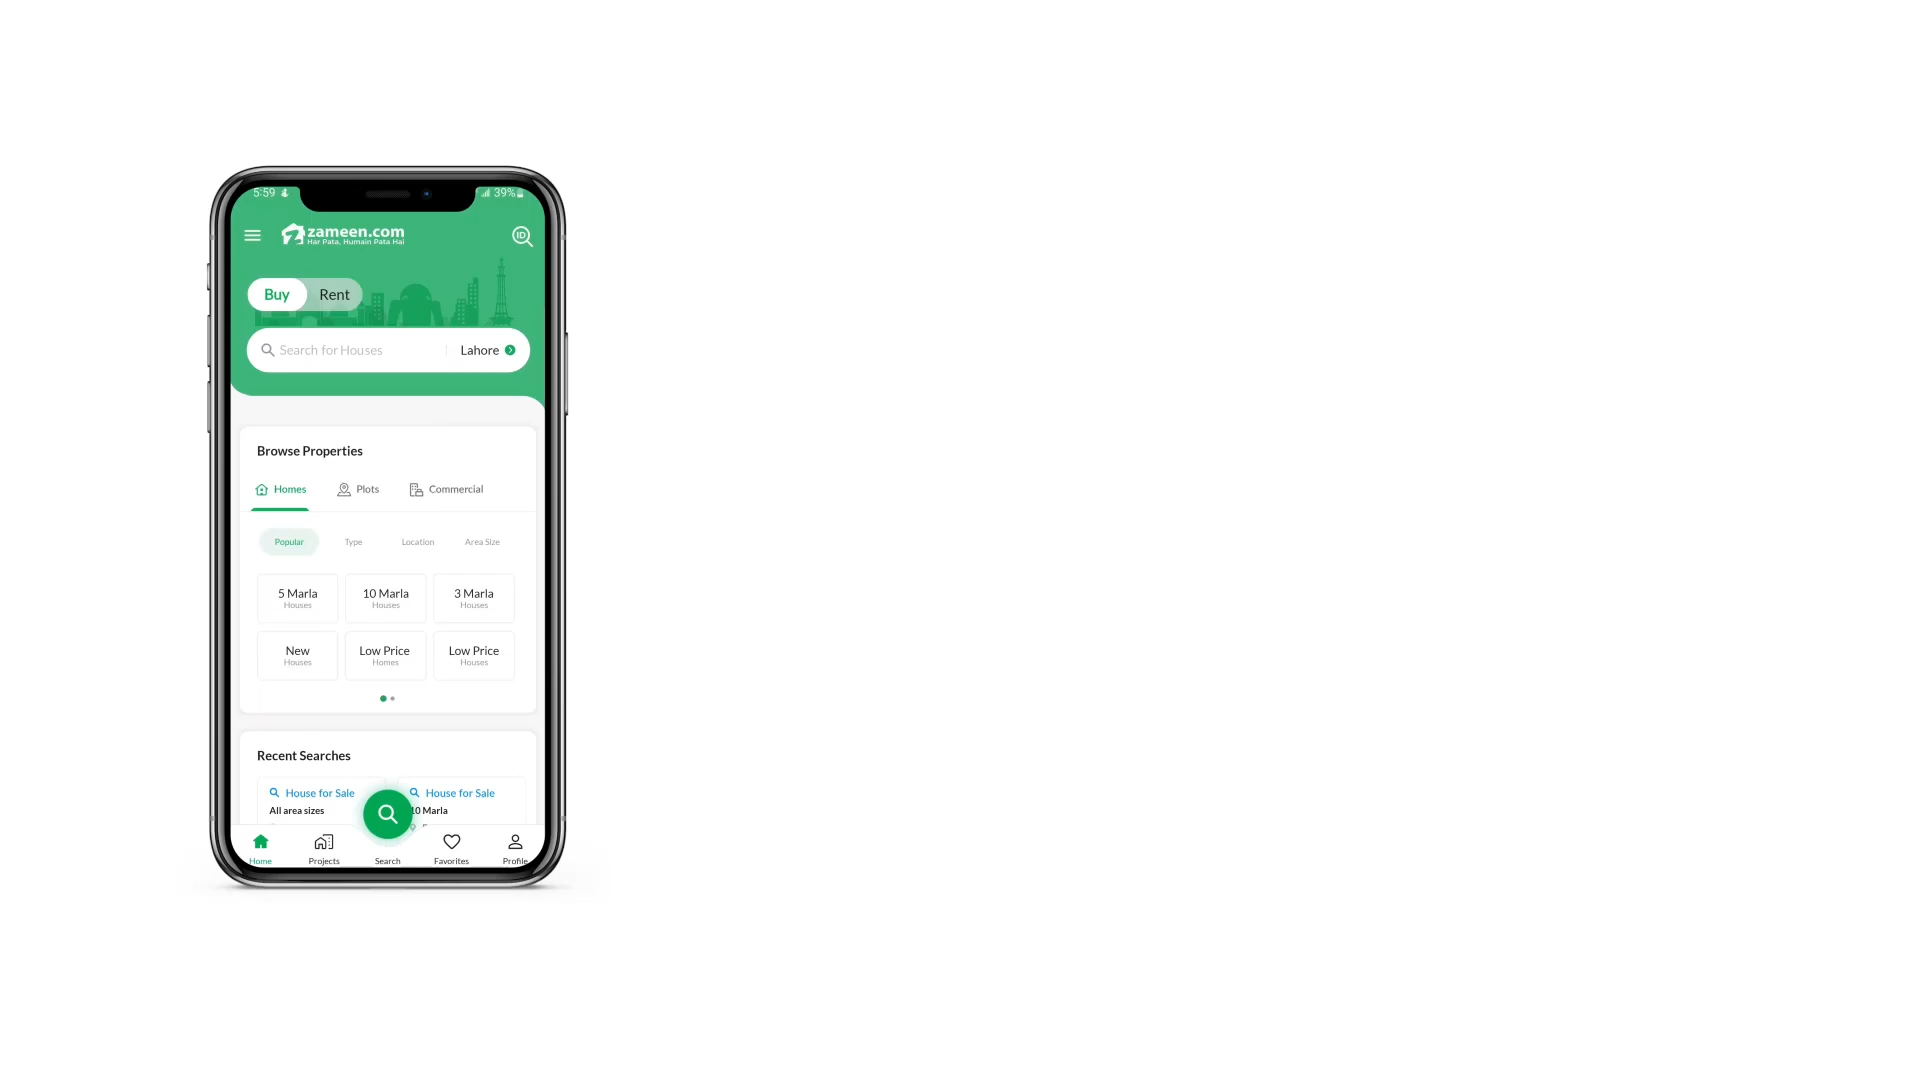 5:59
39%
zameen.com
Har Pata, Humain Pata Hai
ID
Buy Rent
Search for Houses Lahore
Browse Properties
Homes Plots Commercial
Popular Type Location Area Size
5 Marla 10 Marla 3 Marla
Houses Houses Houses
New Low Price Low Price
Houses Homes Houses
Recent Searches
House for Sale House for Sale
All area sizes 10 Marla
Home Projects Search Favorites Profile